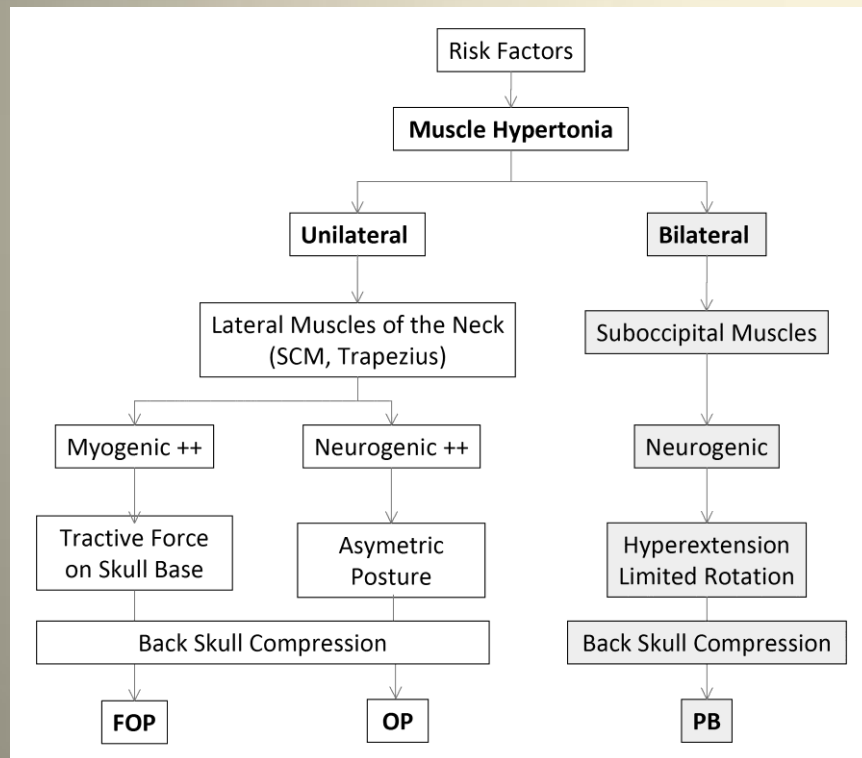 Risk Factors
Muscle Hypertonia
Unilateral
Bilateral
Lateral Muscles of the Neck
(SCM, Trapezius)
Suboccipital Muscles
Myogenic ++
Neurogenic ++
Neurogenic
Tractive Force
on Skull Base
Asymetric
Posture
Hyperextension
Limited Rotation
Back Skull Compression
Back Skull Compression
FOP
OP
PB